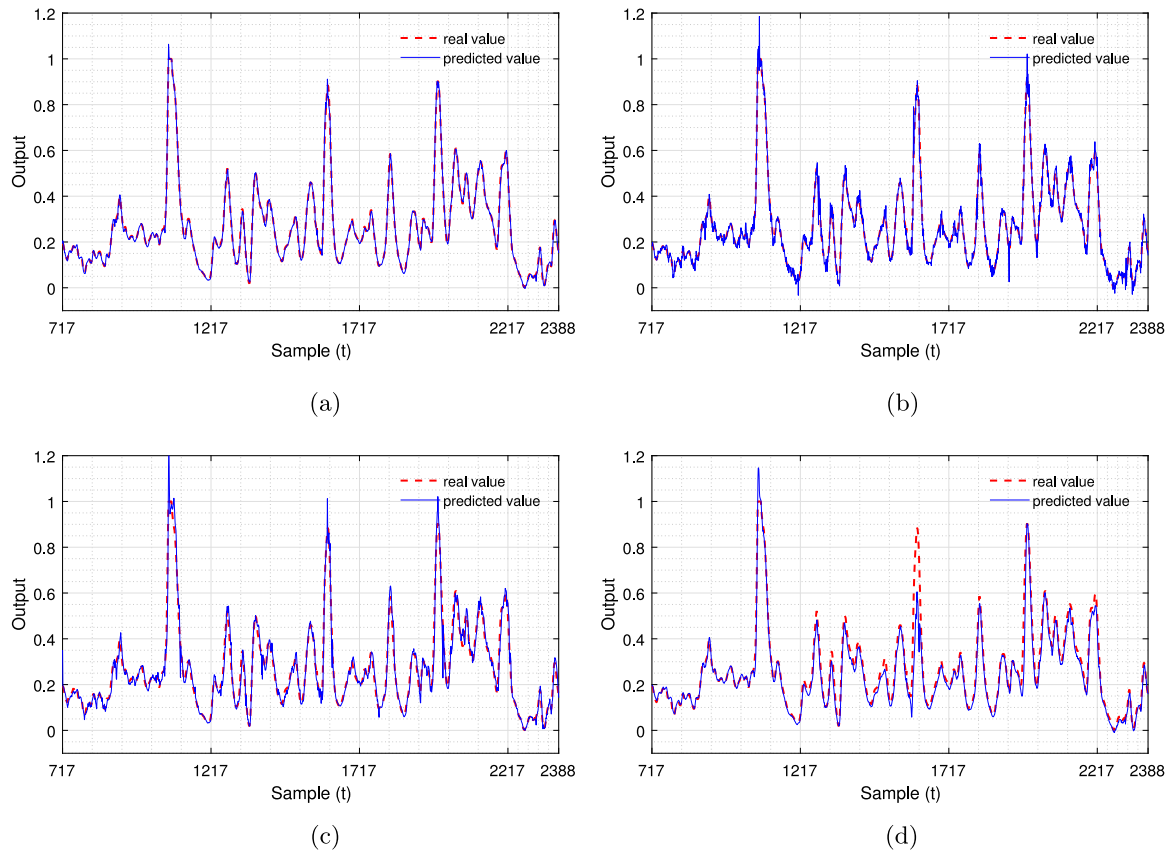 1.2
1
0.8
0.6
0.4
0.2
0
Output
real value
predicted value
717
1217
1717
2217
2388
Sample (t)
(a)
1.2
1
0.8
0.6
0.4
0.2
0
Output
real value
predicted value
717
1217
1717
2217
2388
Sample (t)
(b)
1.2
1
0.8
0.6
0.4
0.2
0
Output
real value
predicted value
717
1217
1717
2217
2388
Sample (t)
(c)
1.2
1
0.8
0.6
0.4
0.2
0
Output
real value
predicted value
717
1217
1717
2217
2388
Sample (t)
(d)